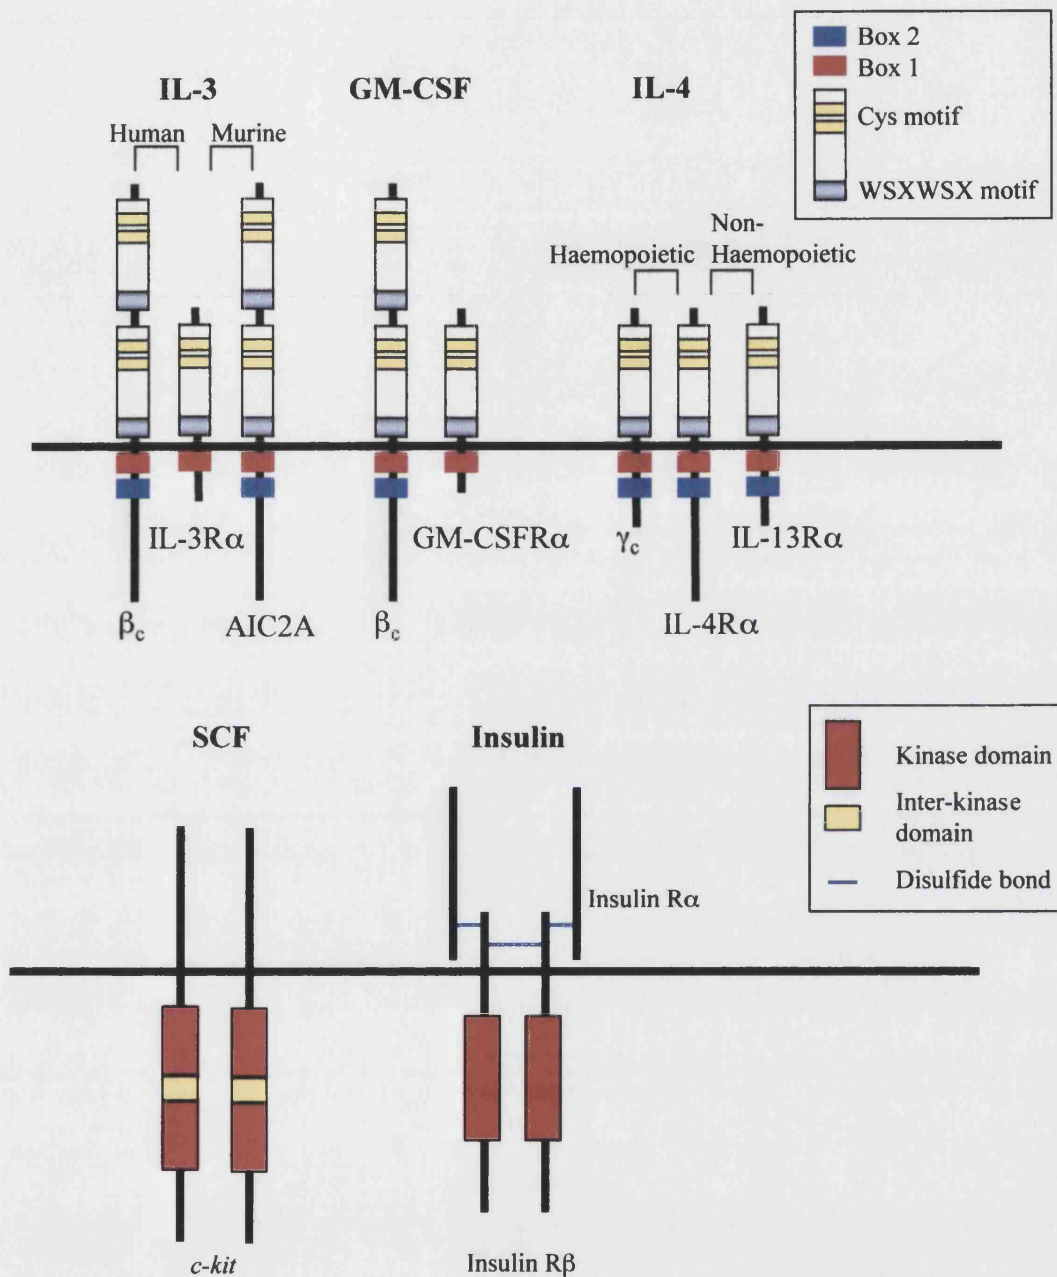 Box 2
Box 1
Cys motif
WSXWSX motif
IL-3
GM-CSF
IL-4
Human
Murine
Haemopoietic
Non-
Haemopoietic
IL-3Rα
GM-CSFRα
γc
IL-13Rα
βc
AIC2A
βc
IL-4Rα
SCF
Insulin
Kinase domain
Inter-kinase
domain
Disulfide bond
Insulin Rα
c-kit
Insulin Rβ